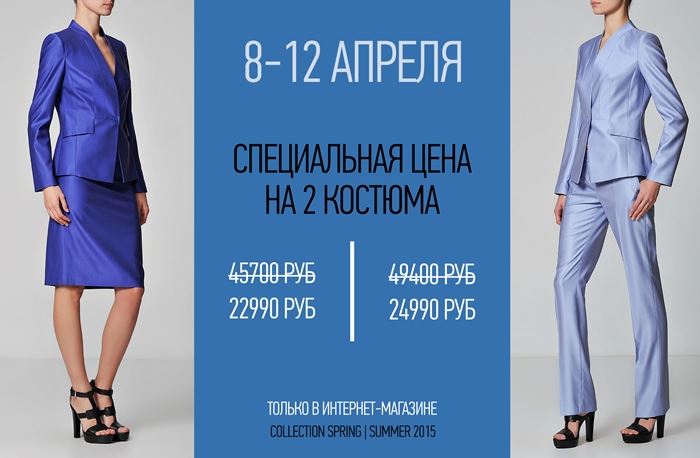 8-12 АПРЕЛЯ
СПЕЦИАЛЬНАЯ ЦЕНА
НА 2 КОСТЮМА
45700 РУБ
22990 РУБ
49400 РУБ
24990 РУБ
ТОЛЬКО В ИНТЕРНЕТ-МАГАЗИНЕ
COLLECTION SPRING | SUMMER 2015